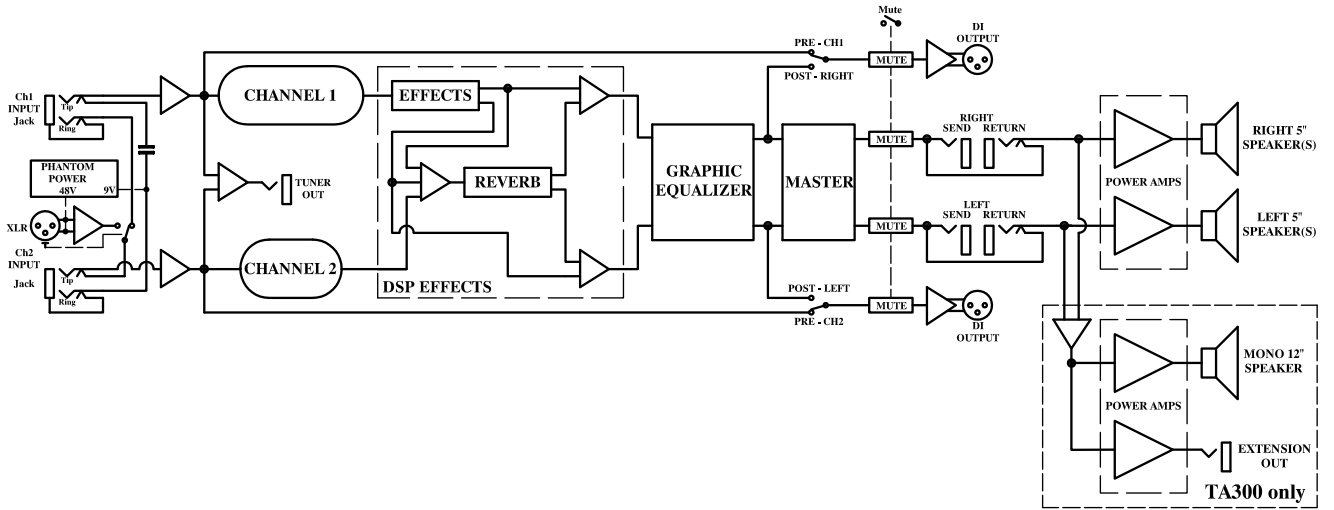 Mute
DI
OUTPUT
PRE - CH1
MUTE
POST - RIGHT
Ch1
INPUT
Jack
Tip
Ring
CHANNEL 1
EFFECTS
PHANTOM
POWER
48V
9V
XLR
Ch2
INPUT
Jack
Tip
Ring
TUNER
OUT
CHANNEL 2
REVERB
DSP EFFECTS
GRAPHIC
EQUALIZER
MASTER
MUTE
RIGHT
SEND RETURN
MUTE
LEFT
SEND RETURN
POWER AMPS
RIGHT 5"
SPEAKER(S)
LEFT 5"
SPEAKER(S)
POST - LEFT
PRE - CH2
MUTE
DI
OUTPUT
MONO 12"
SPEAKER
POWER AMPS
EXTENSION
OUT
TA300 only